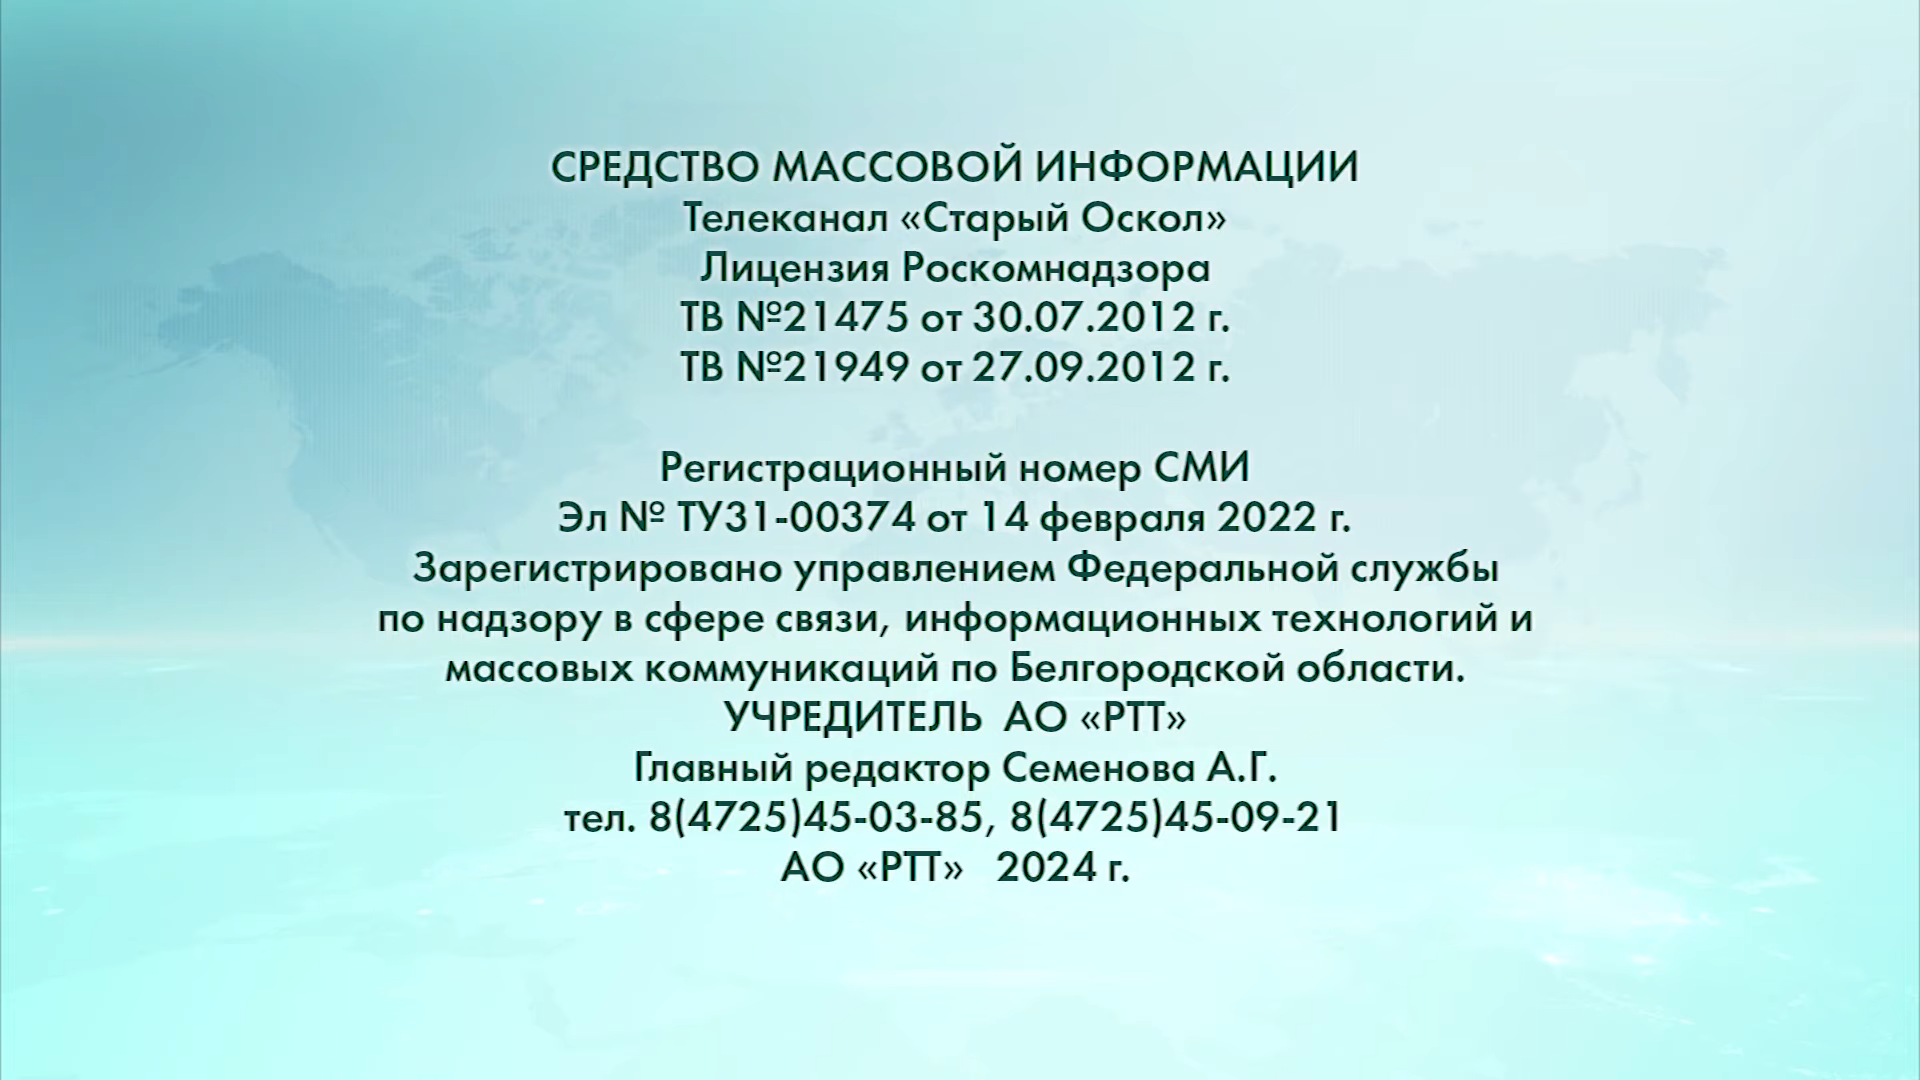 СРЕДСТВО МАССОВОЙ ИНФОРМАЦИИ
Телеканал «Старый Оскол»
Лицензия Роскомнадзора
ТВ №21475 от 30.07.2012 г.
ТВ №21949 от 27.09.2012 г.
Регистрационный номер СМИ
Эл № ТУ31-00374 от 14 февраля 2022 г.
Зарегистрировано управлением Федеральной службы
по надзору в сфере связи, информационных технологий и
массовых коммуникаций по Белгородской области.
УЧРЕДИТЕЛЬ АО «РТТ»
Главный редактор Семенова А.Г.
тел. 8(4725)45-03-85, 8(4725)45-09-21
АО «РТТ» 2024 г.